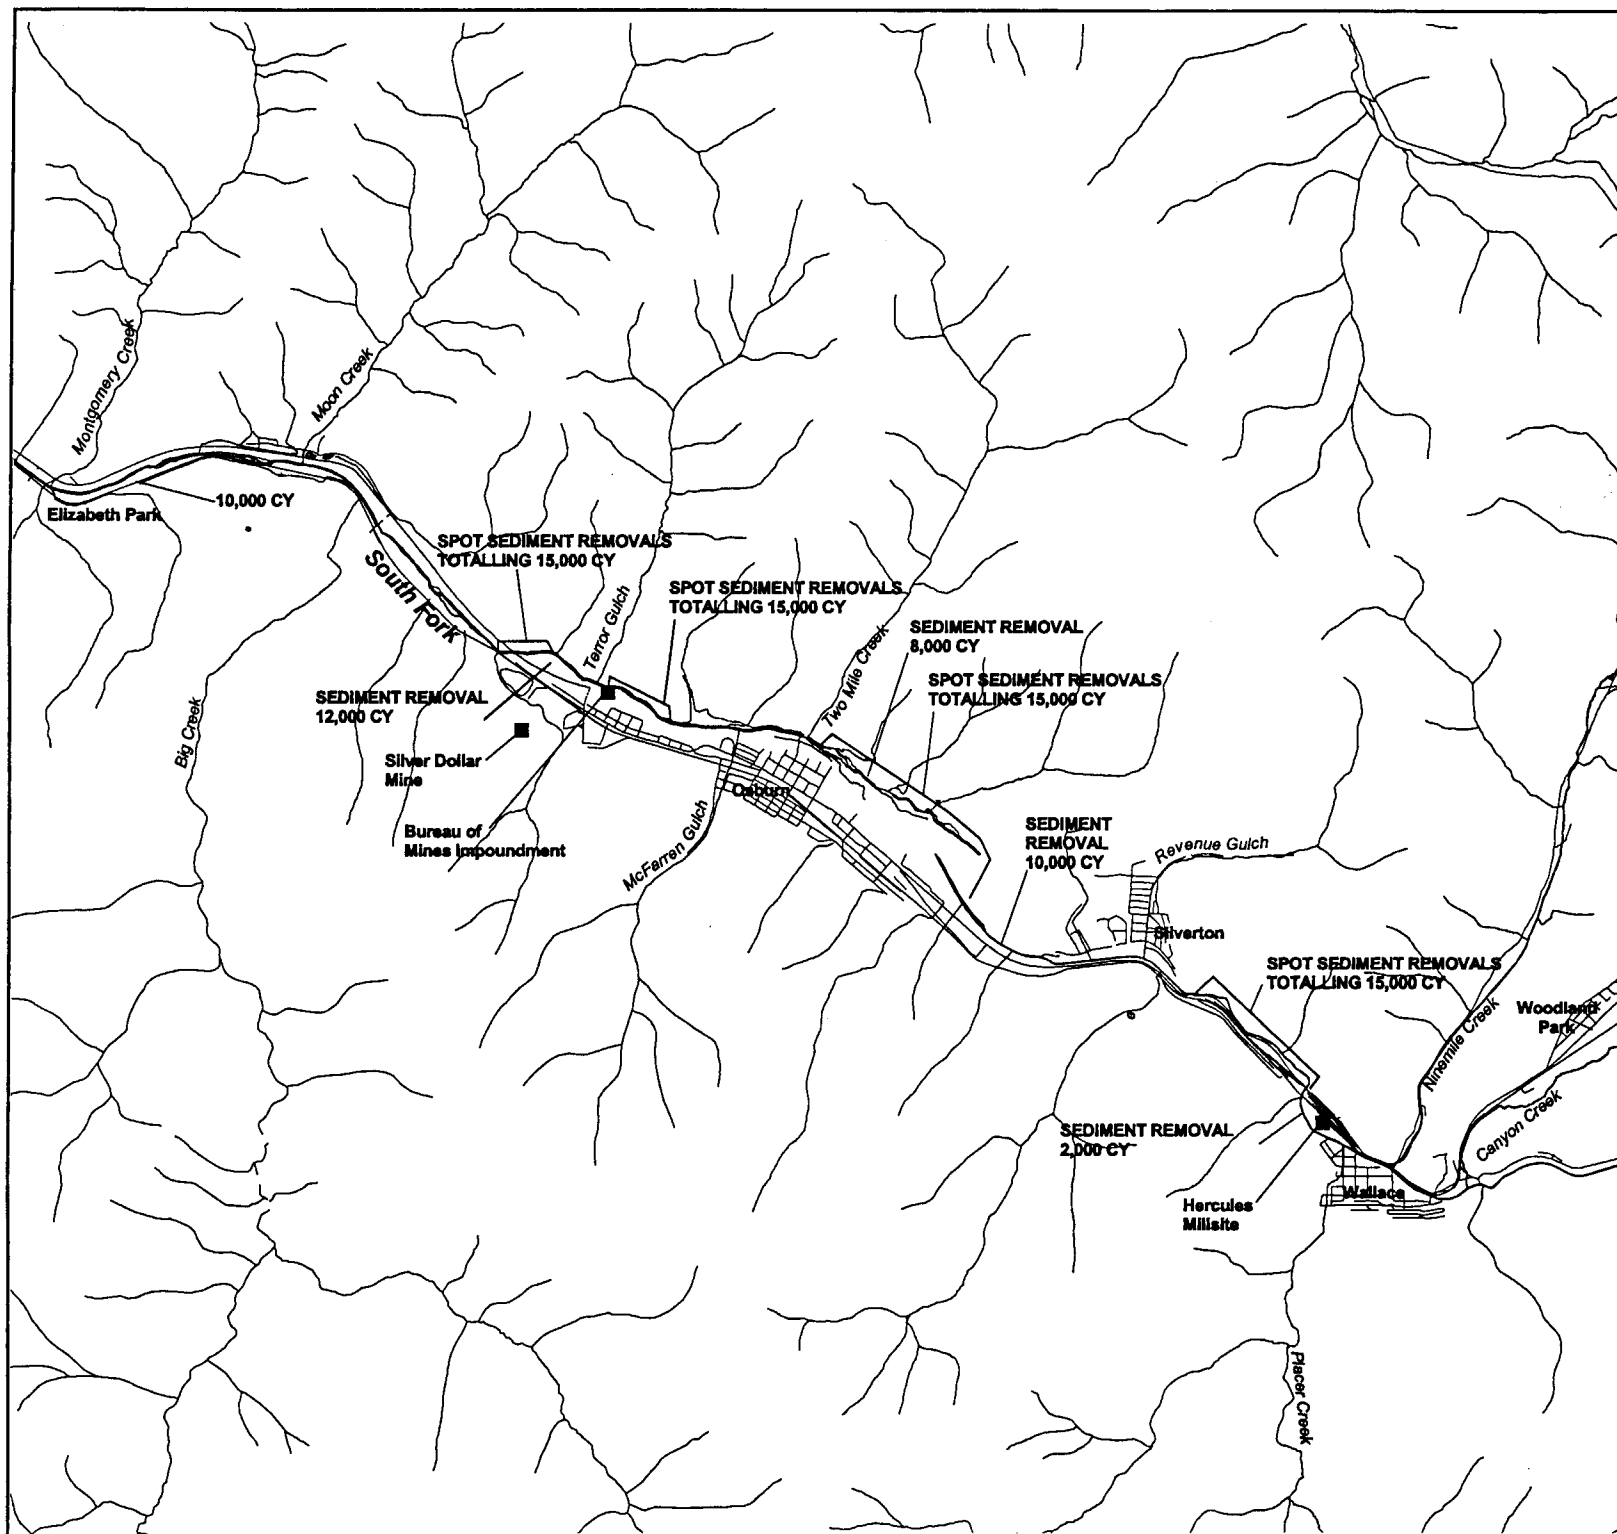 Montgomery Creek
Moon Creek
10,000 CY
Elizabeth Park
SPOT SEDIMENT REMOVALS
TOTALLING 15,000 CY
South Fork
SPOT SEDIMENT REMOVALS
TOTALLING 15,000 CY
Terror Gulch
SEDIMENT REMOVAL
8,000 CY
Two Mile Creek
SPOT SEDIMENT REMOVALS
TOTALLING 15,000 CY
SEDIMENT REMOVAL
12,000 CY
Big Creek
Silver Dollar
Mine
Osburn
Bureau of
Mines Impoundment
McFarren Gulch
SEDIMENT
REMOVAL
10,000 CY
Revenue Gulch
Silverton
SPOT SEDIMENT REMOVALS
TOTALLING 15,000 CY
Woodland
Park
Ninemile Creek
Canyon Creek
SEDIMENT REMOVAL
2,000 CY
Wallace
Hercules
Millsite
Placer Creek